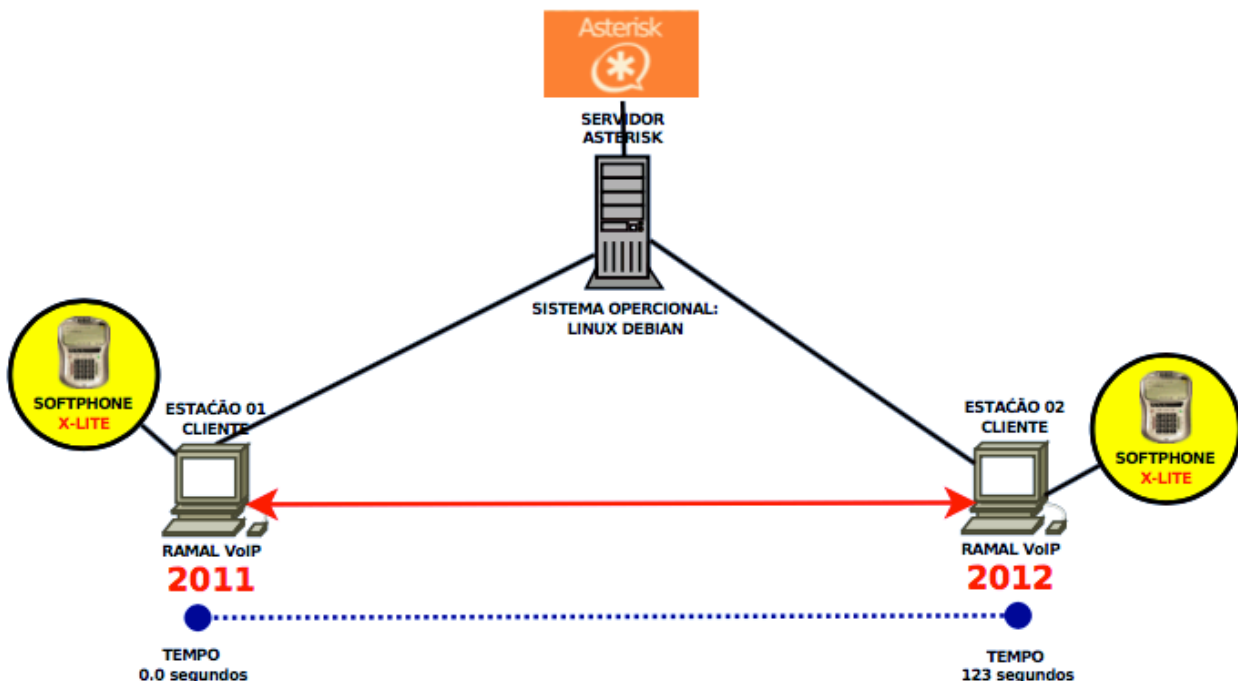 Asterisk
SERVIDOR
ASTERISK
SISTEMA OPERCIONAL:
LINUX DEBIAN
SOFTPHONE
X-LITE
ESTAĆÃO 01
CLIENTE
RAMAL VoIP
2011
ESTAĆÃO 02
CLIENTE
SOFTPHONE
X-LITE
RAMAL VoIP
2012
TEMPO
0.0 segundos
TEMPO
123 segundos